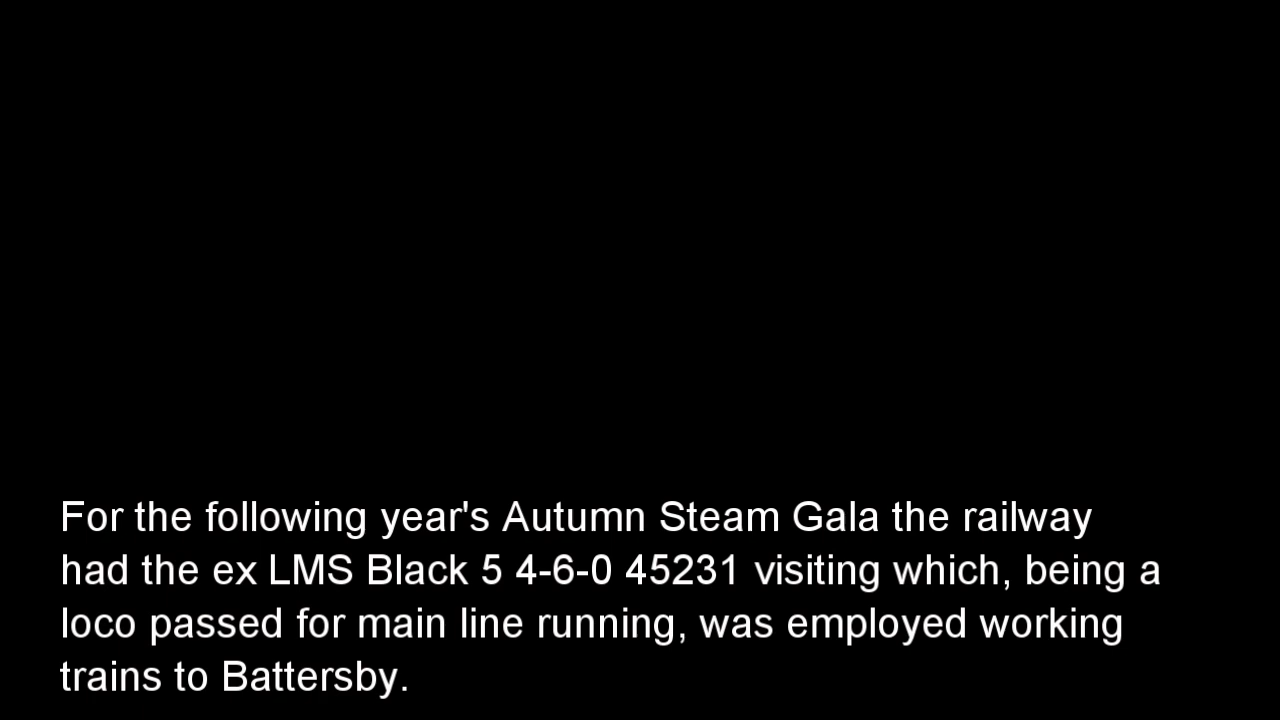 For the following year's Autumn Steam Gala the railway
had the ex LMS Black 5 4-6-0 45231 visiting which, being a
loco passed for main line running, was employed working
trains to Battersby.